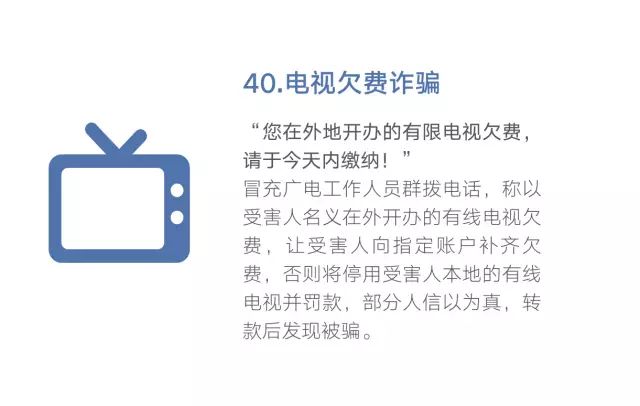 40.电视欠费诈骗
“您在外地开办的有限电视欠费，
请于今天内缴纳！”
冒充广电工作人员群拨电话，称以
受害人名义在外开办的有线电视欠
费，让受害人向指定账户补齐欠
费，否则将停用受害人本地的有线
电视并罚款，部分人信以为真，转
款后发现被骗。